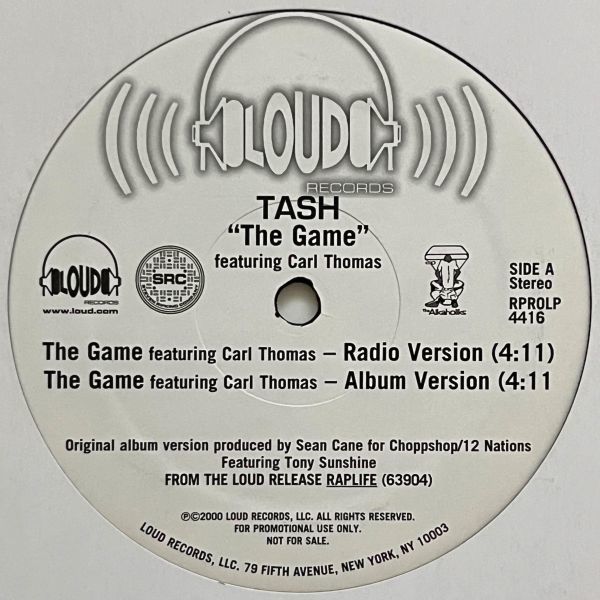 LOUD
RECORDS
TASH
"The Game"
featuring Carl Thomas
LOUD
RECORDS
www.loud.com
SRC
Tha Alkaholiks
SIDE A
Stereo
RPROLP
4416
The Game featuring Carl Thomas – Radio Version (4:11)
The Game featuring Carl Thomas – Album Version (4:11
Original album version produced by Sean Cane for Choppshop/12 Nations
Featuring Tony Sunshine
FROM THE LOUD RELEASE RAPLIFE (63904)
℗©2000 LOUD RECORDS, LLC. ALL RIGHTS RESERVED.
FOR PROMOTIONAL USE ONLY.
NOT FOR SALE.
LOUD RECORDS, LLC. 79 FIFTH AVENUE, NEW YORK, NY 10003